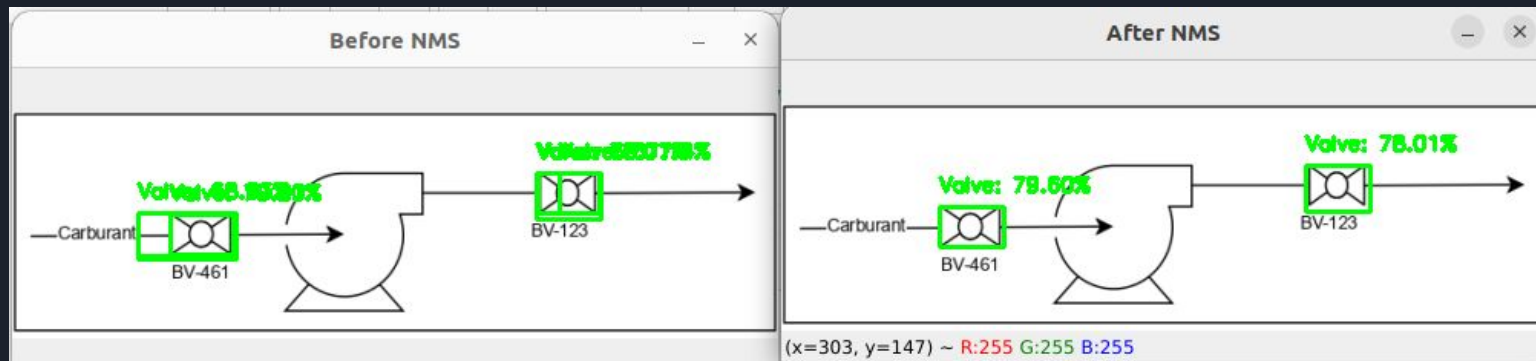 Before NMS
Carburant
BV-461
BV-123
After NMS
Valve: 78.01%
Valve: 79.60%
Carburant
BV-461
BV-123
(x=303, y=147) ~ R:255 G:255 B:255